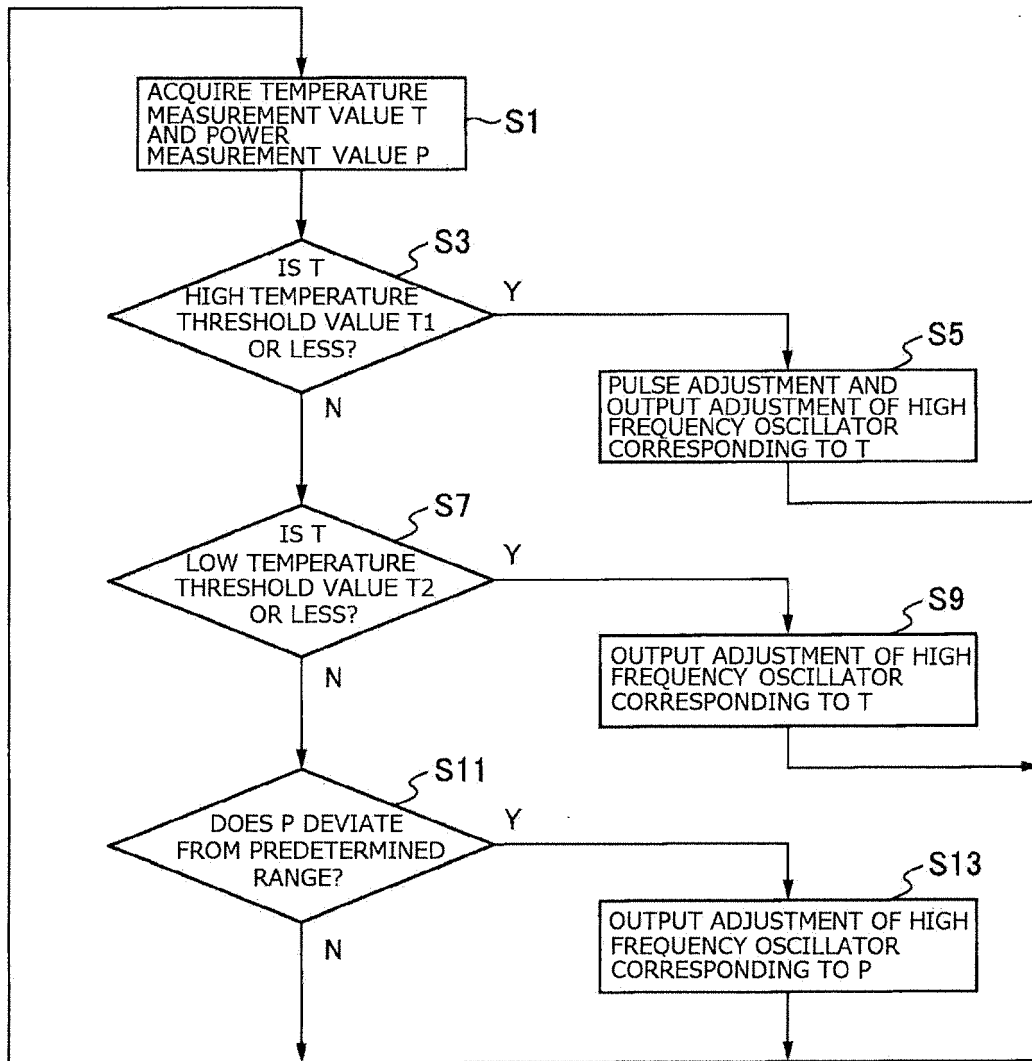 ACQUIRE TEMPERATURE
MEASUREMENT VALUE T
AND POWER
MEASUREMENT VALUE P
S1
S3
IS T
HIGH TEMPERATURE
THRESHOLD VALUE T1
OR LESS?
Y
N
S5
PULSE ADJUSTMENT AND
OUTPUT ADJUSTMENT OF HIGH
FREQUENCY OSCILLATOR
CORRESPONDING TO T
S7
IS T
LOW TEMPERATURE
THRESHOLD VALUE T2
OR LESS?
Y
N
S9
OUTPUT ADJUSTMENT OF HIGH
FREQUENCY OSCILLATOR
CORRESPONDING TO T
S11
DOES P DEVIATE
FROM PREDETERMINED
RANGE?
Y
N
S13
OUTPUT ADJUSTMENT OF HIGH
FREQUENCY OSCILLATOR
CORRESPONDING TO P